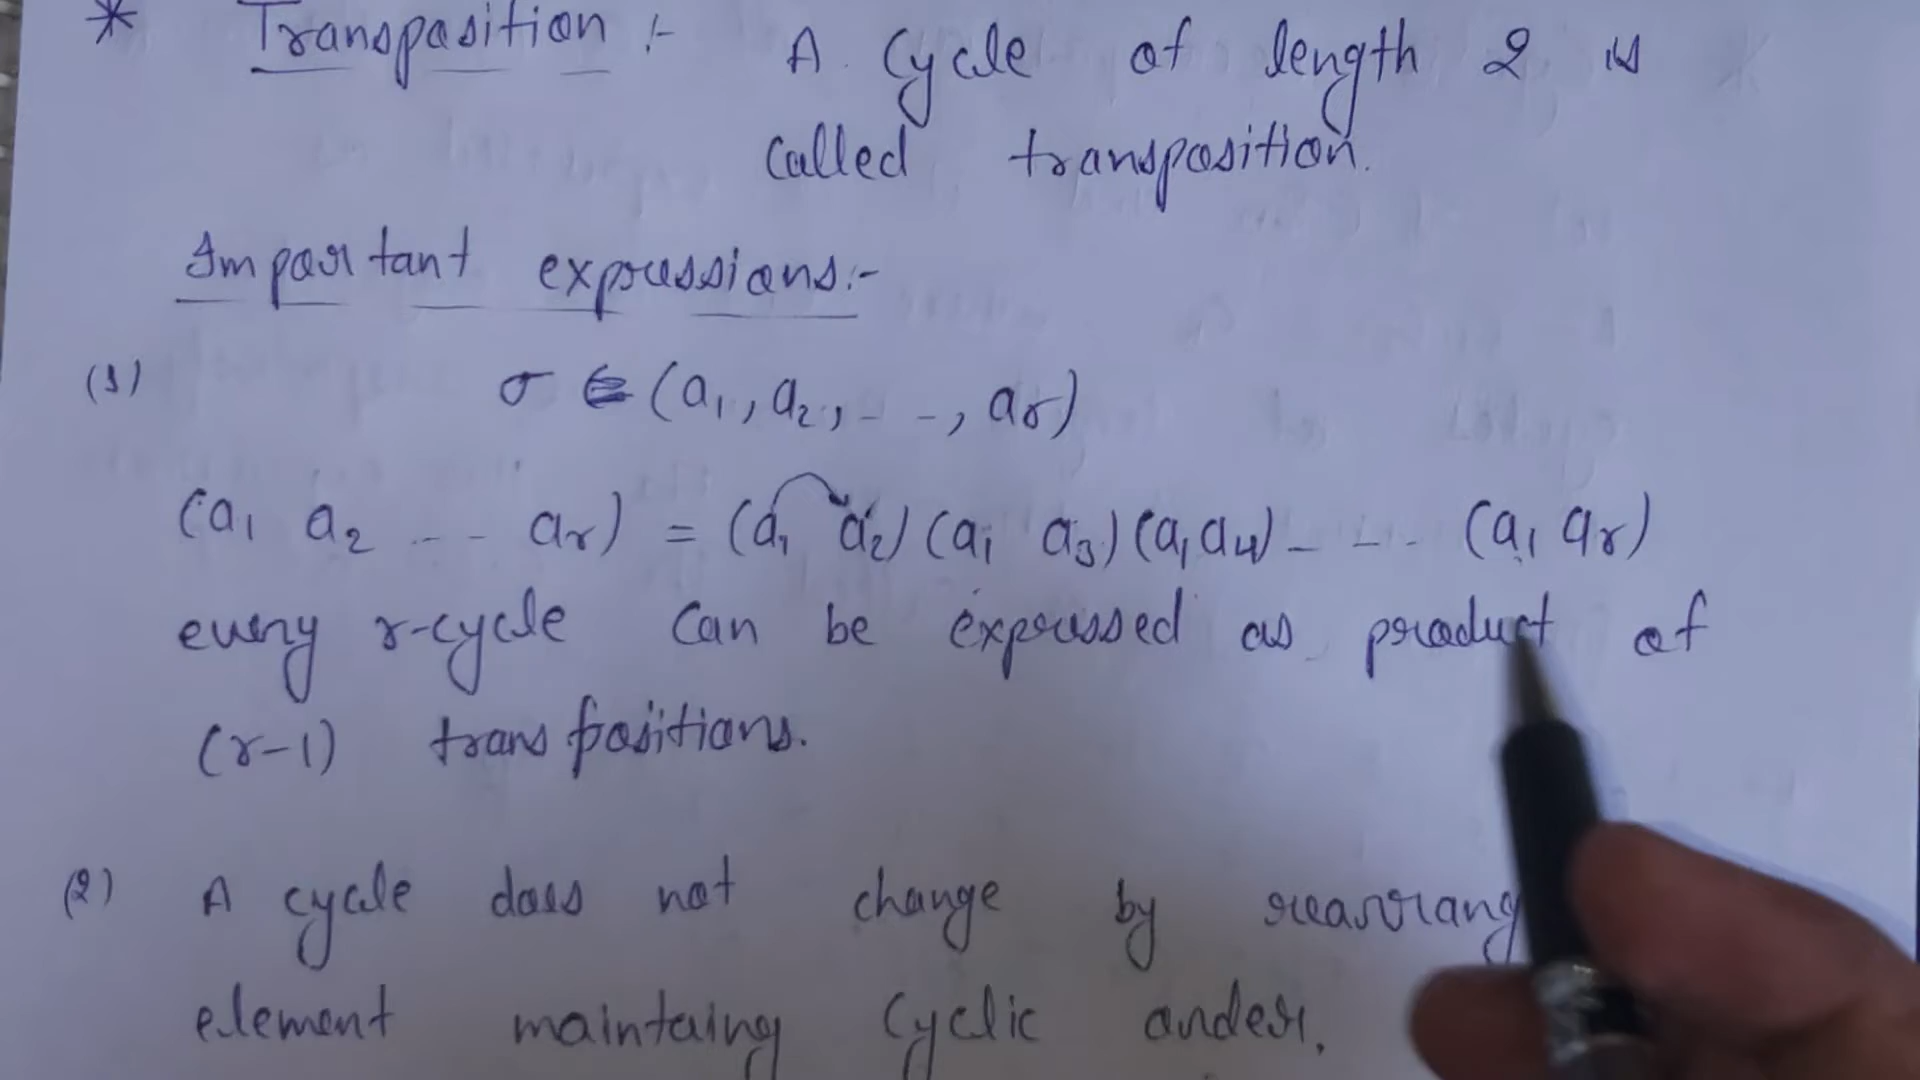 * Transposition :- A Cycle of length 2 is
called transposition.
Important expressions:-
(1) σ ∈ (a₁, a₂, - -, aᵣ)
(a₁ a₂ - - aᵣ) = (a₁ a₂) (a₁ a₃) (a₁ a₄) - - - (a₁ aᵣ)
every r-cycle Can be expressed as product of
(r-1) transpositions.
(2) A cycle does not change by
element maintaing Cyclic order.